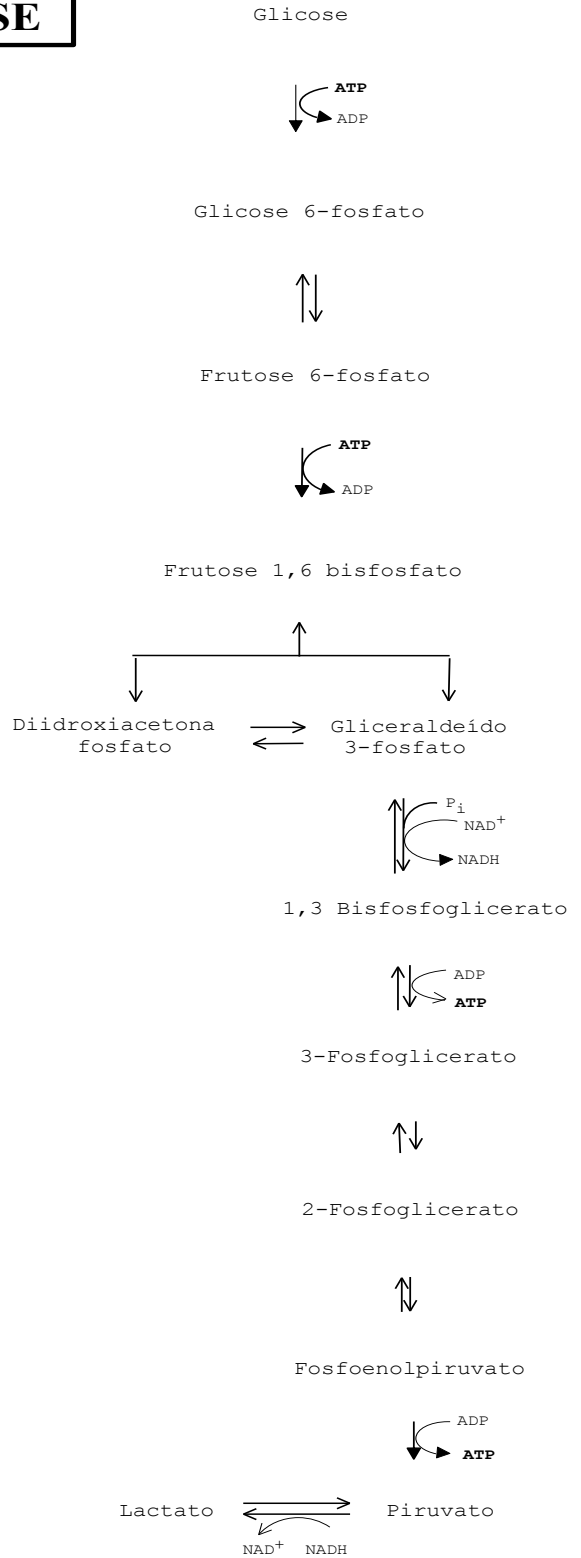 SE
Glicose
ATP
ADP
Glicose 6-fosfato
Frutose 6-fosfato
ATP
ADP
Frutose 1,6 bisfosfato
Diidroxiacetona
fosfato
Gliceraldeído
3-fosfato
Pi
NAD+
NADH
1,3 Bisfosfoglicerato
ADP
ATP
3-Fosfoglicerato
2-Fosfoglicerato
Fosfoenolpiruvato
ADP
ATP
Lactato
Piruvato
NAD+ NADH